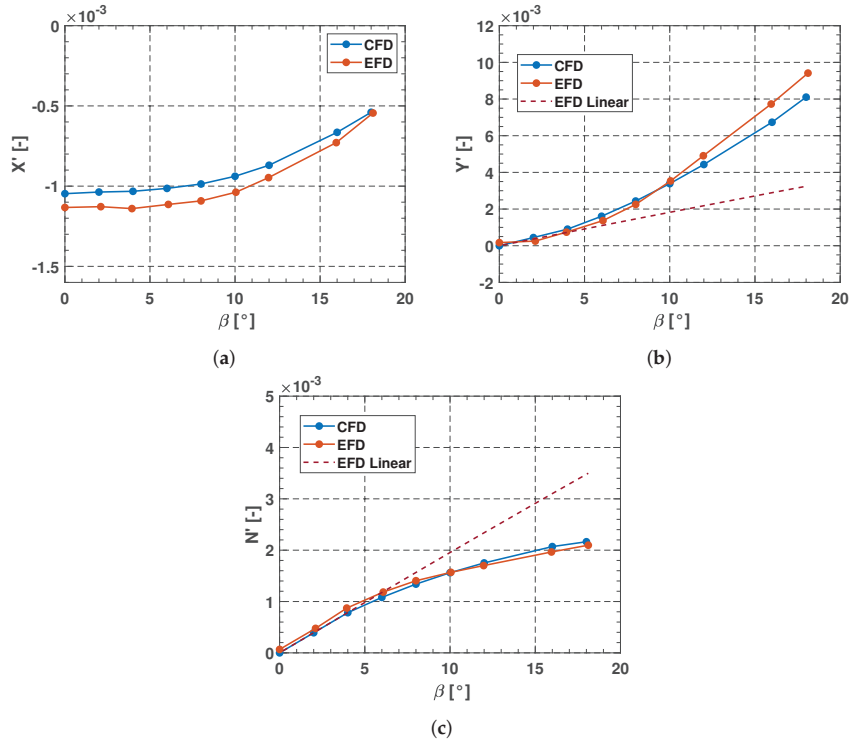 ×10⁻³
0
-0.5
-1
-1.5
X' [-]
CFD
EFD
0 5 10 15 20
β [°]
(a)
×10⁻³
12
10
8
6
4
2
0
-2
Y' [-]
CFD
EFD
EFD Linear
0 5 10 15 20
β [°]
(b)
×10⁻³
5
4
3
2
1
0
N' [-]
CFD
EFD
EFD Linear
0 5 10 15 20
β [°]
(c)